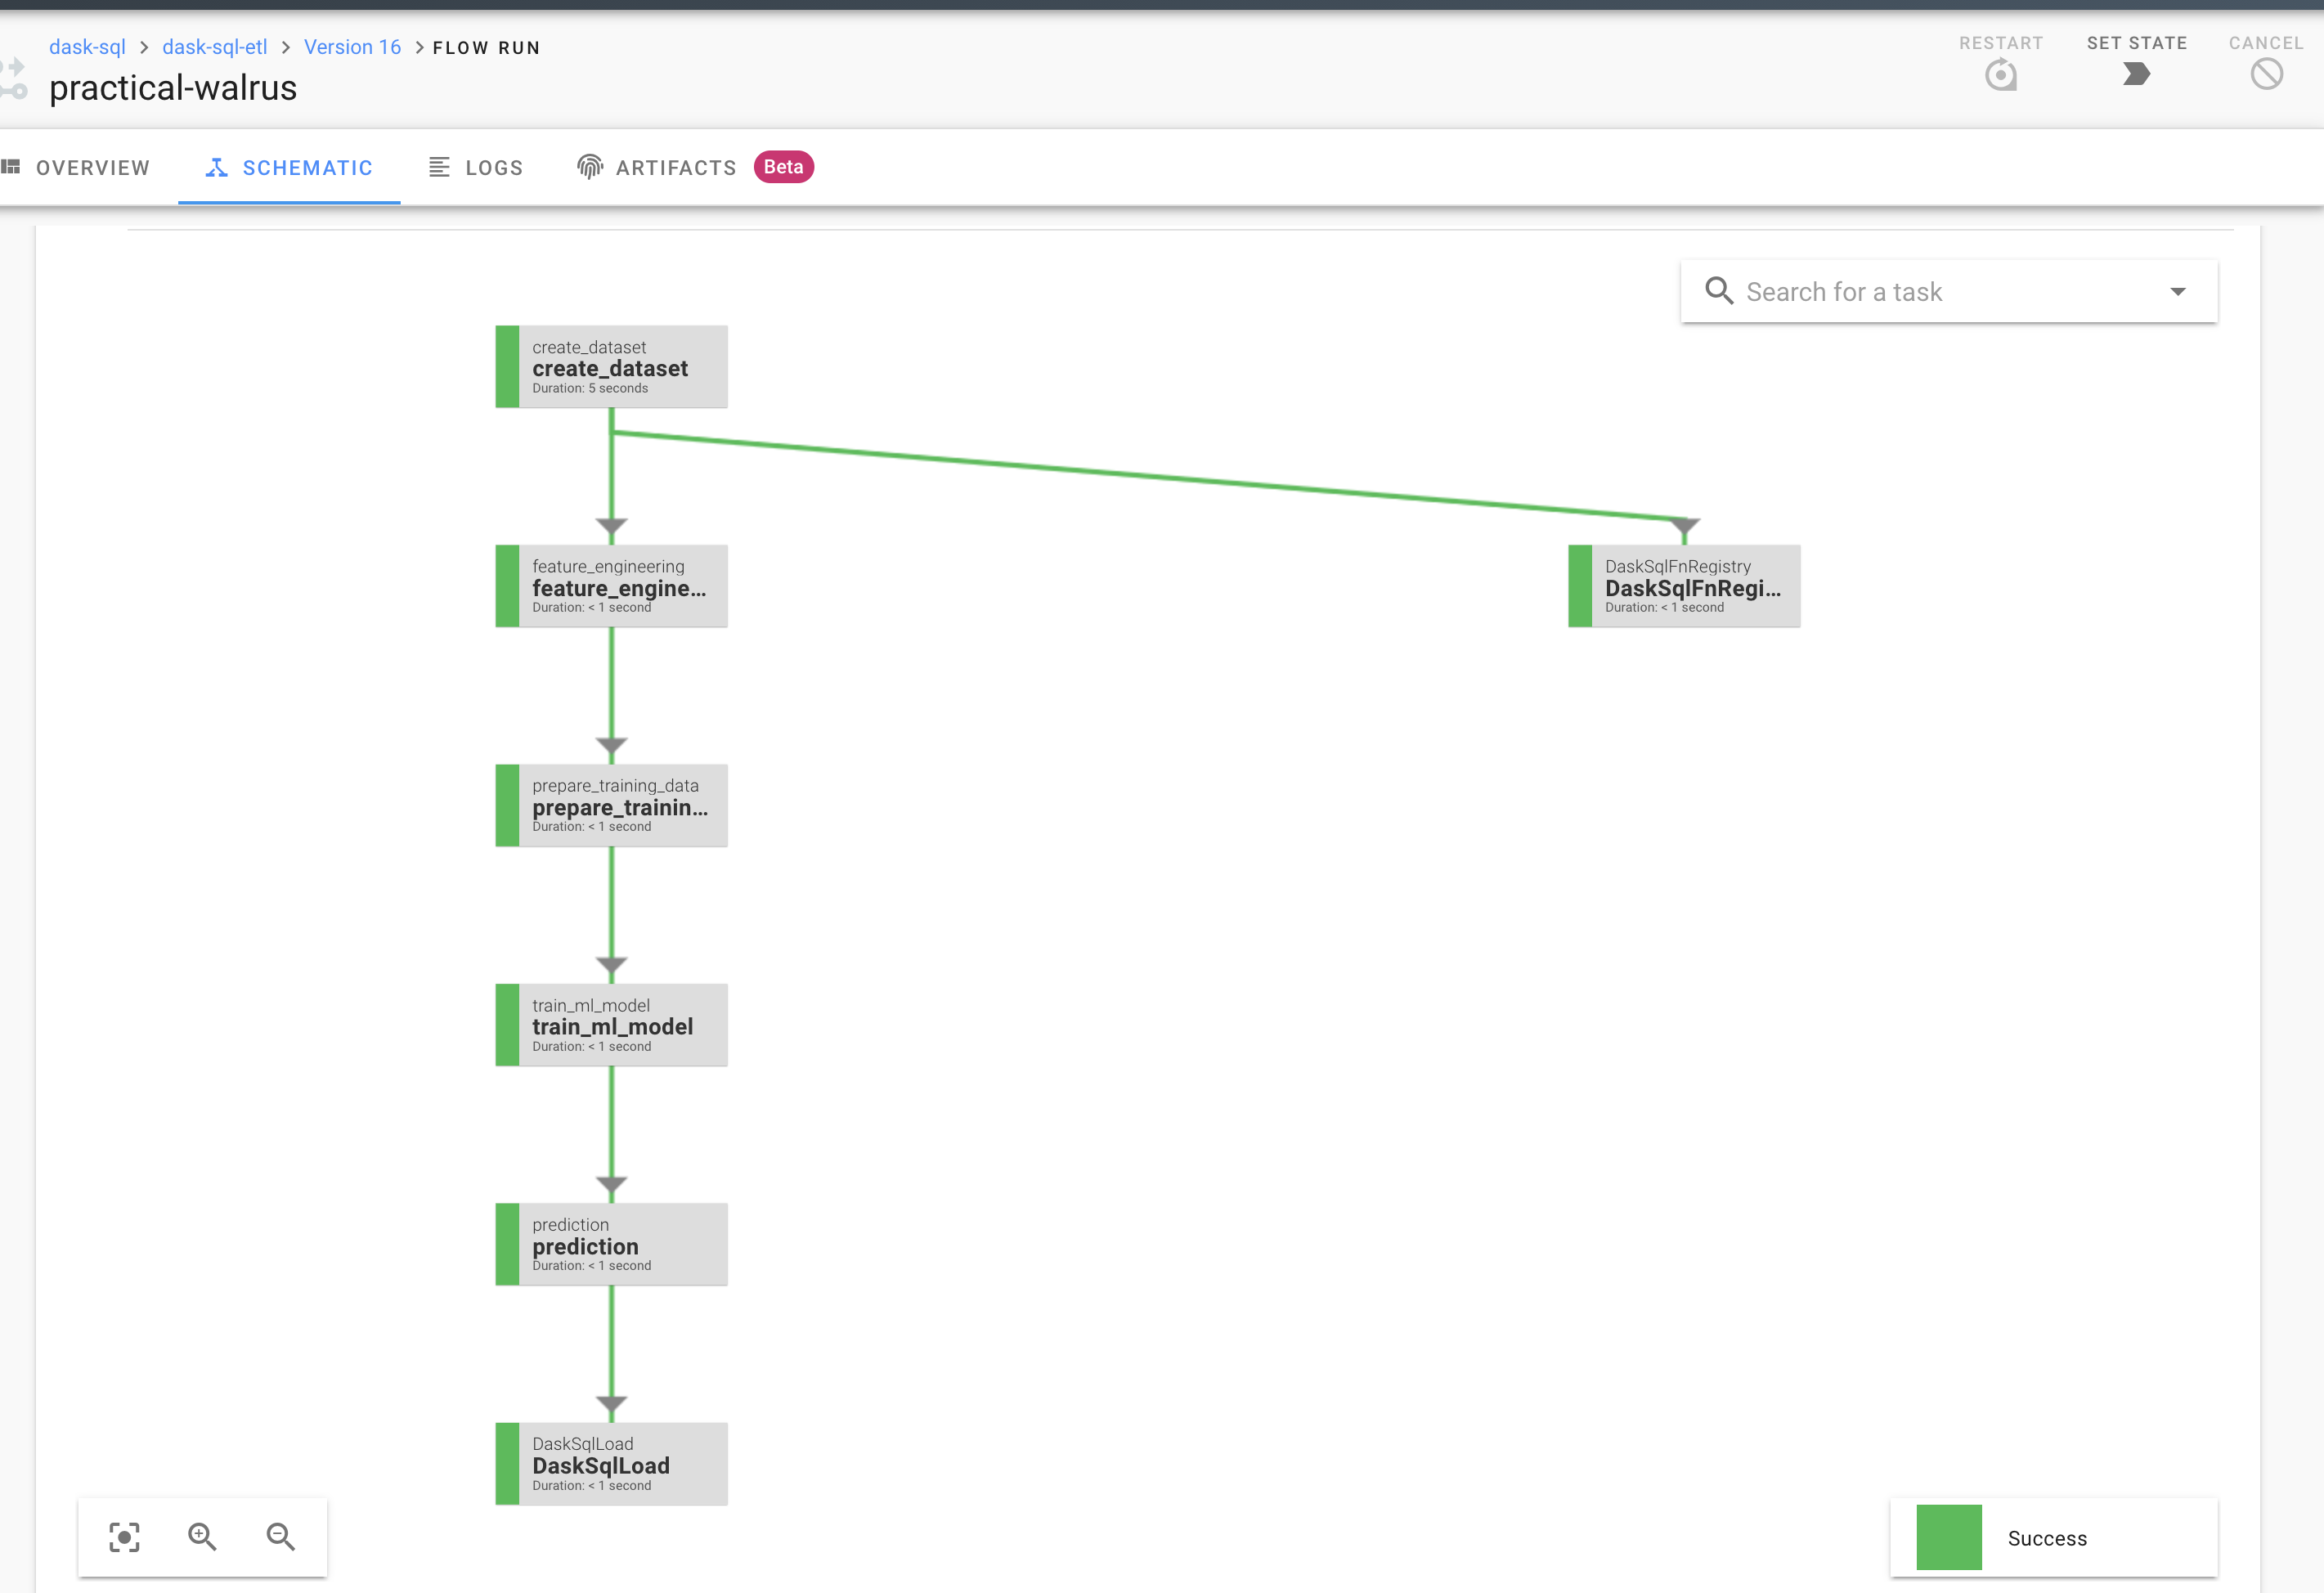 dask-sql > dask-sql-etl > Version 16 > FLOW RUN
practical-walrus
RESTART
SET STATE
CANCEL
OVERVIEW
SCHEMATIC
LOGS
ARTIFACTS
Beta
Search for a task
create_dataset
create_dataset
Duration: 5 seconds
feature_engineering
feature_engine...
Duration: < 1 second
DaskSqlFnRegistry
DaskSqlFnRegi...
Duration: < 1 second
prepare_training_data
prepare_trainin...
Duration: < 1 second
train_ml_model
train_ml_model
Duration: < 1 second
prediction
prediction
Duration: < 1 second
DaskSqlLoad
DaskSqlLoad
Duration: < 1 second
Success